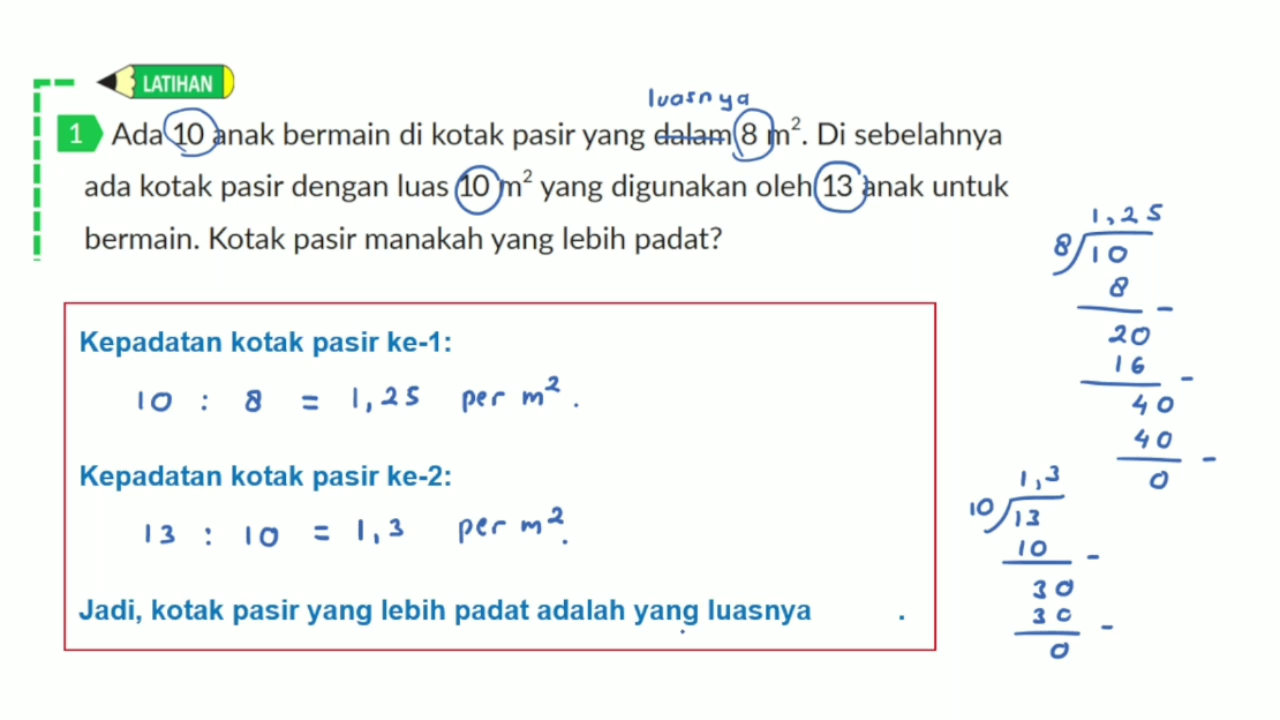 LATIHAN
luasnya
1 Ada 10 anak bermain di kotak pasir yang dalam 8 m². Di sebelahnya
ada kotak pasir dengan luas 10 m² yang digunakan oleh 13 anak untuk
bermain. Kotak pasir manakah yang lebih padat?
Kepadatan kotak pasir ke-1:
10 : 8 = 1,25 per m².
Kepadatan kotak pasir ke-2:
13 : 10 = 1,3 per m².
Jadi, kotak pasir yang lebih padat adalah yang luasnya .
1,25
8 10
8 -
20
16 -
40
40 -
0
1,3
10 13
10 -
30
30 -
0